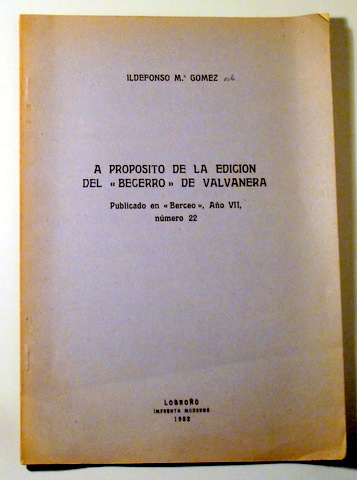 ILDEFONSO M.ª GOMEZ
A PROPOSITO DE LA EDICION
DEL « BECERRO » DE VALVANERA
Publicado en « Berceo », Año VII,
número 22
LOGROÑO
IMPRENTA MODERNA
1952